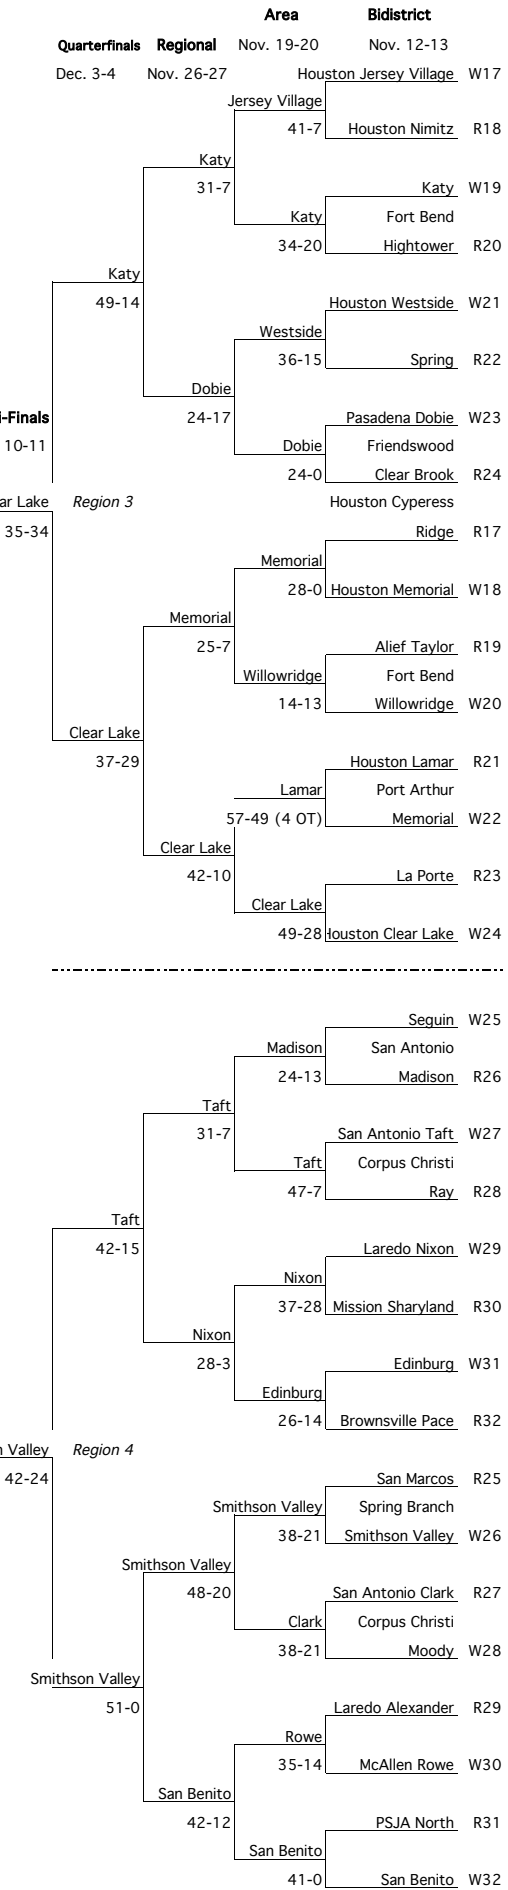 Area Bidistrict
Quarterfinals Regional Nov. 19-20 Nov. 12-13
Dec. 3-4 Nov. 26-27 Houston Jersey Village W17
Jersey Village
41-7 Houston Nimitz R18
Katy
31-7 Katy W19
Katy Fort Bend
34-20 Hightower R20
Katy
49-14 Houston Westside W21
Westside
36-15 Spring R22
Dobie
i-Finals 24-17 Pasadena Dobie W23
10-11 Dobie Friendswood
24-0 Clear Brook R24
ar Lake Region 3 Houston Cyperess
35-34 Ridge R17
Memorial
28-0 Houston Memorial W18
Memorial
25-7 Alief Taylor R19
Willowridge Fort Bend
14-13 Willowridge W20
Clear Lake
37-29 Houston Lamar R21
Lamar Port Arthur
57-49 (4 OT) Memorial W22
Clear Lake
42-10 La Porte R23
Clear Lake
49-28 Houston Clear Lake W24
Seguin W25
Madison San Antonio
24-13 Madison R26
Taft
31-7 San Antonio Taft W27
Taft Corpus Christi
47-7 Ray R28
Taft
42-15 Laredo Nixon W29
Nixon
37-28 Mission Sharyland R30
Nixon
28-3 Edinburg W31
Edinburg
26-14 Brownsville Pace R32
n Valley Region 4
42-24 San Marcos R25
Smithson Valley Spring Branch
38-21 Smithson Valley W26
Smithson Valley
48-20 San Antonio Clark R27
Clark Corpus Christi
38-21 Moody W28
Smithson Valley
51-0 Laredo Alexander R29
Rowe
35-14 McAllen Rowe W30
San Benito
42-12 PSJA North R31
San Benito
41-0 San Benito W32